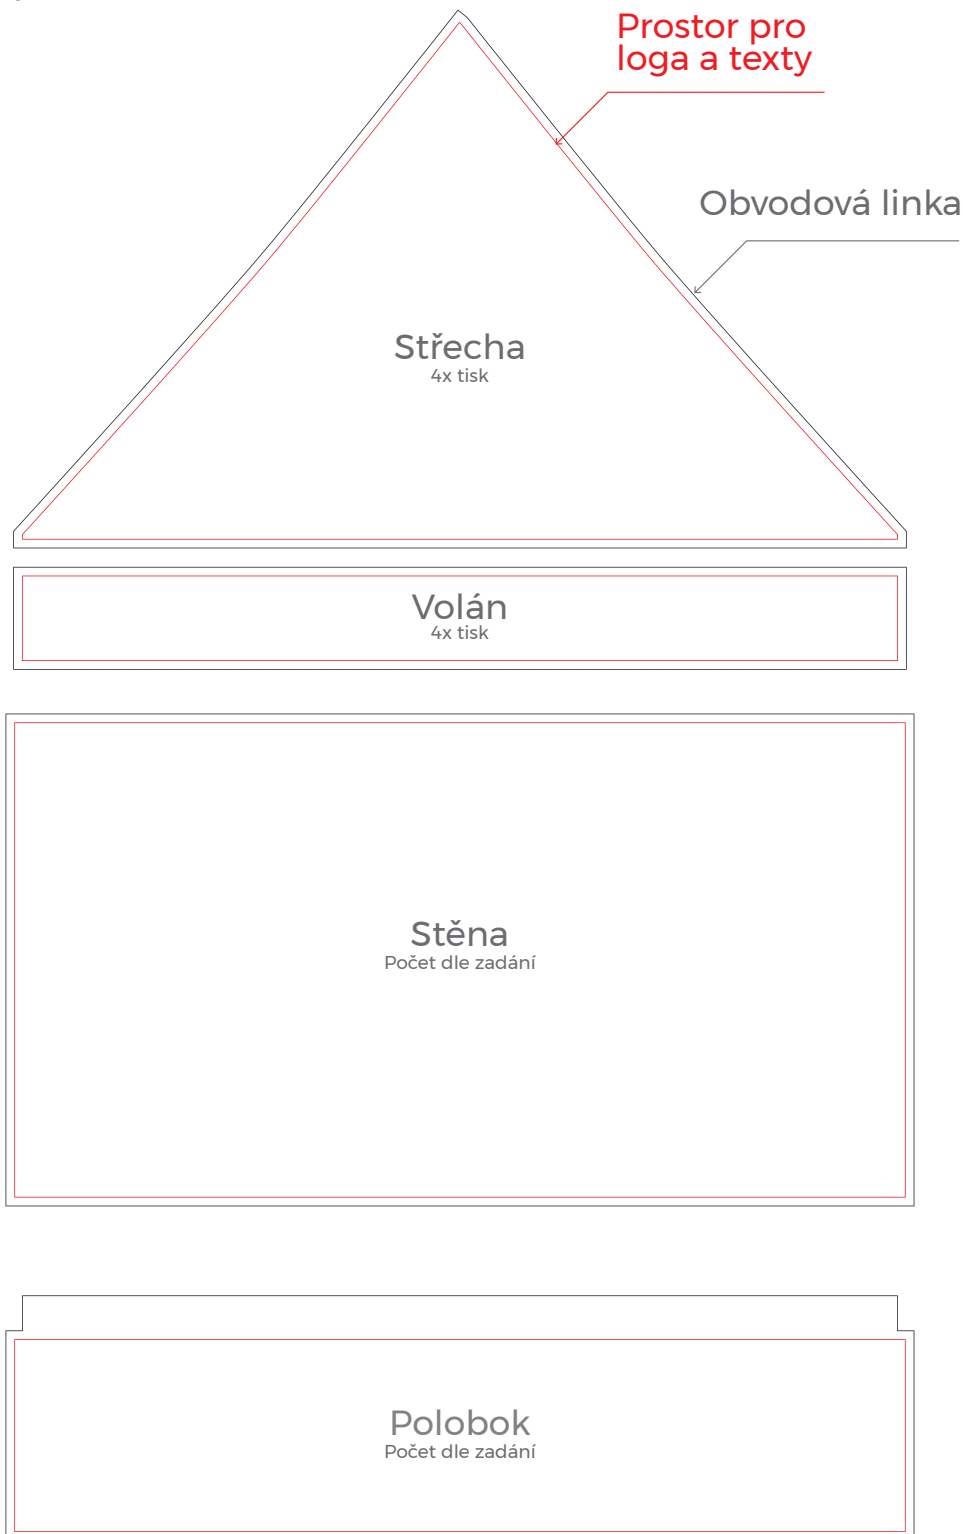 Prostor pro
loga a texty
Obvodová linka
Střecha
4x tisk
Volán
4x tisk
Stěna
Počet dle zadání
Polobok
Počet dle zadání